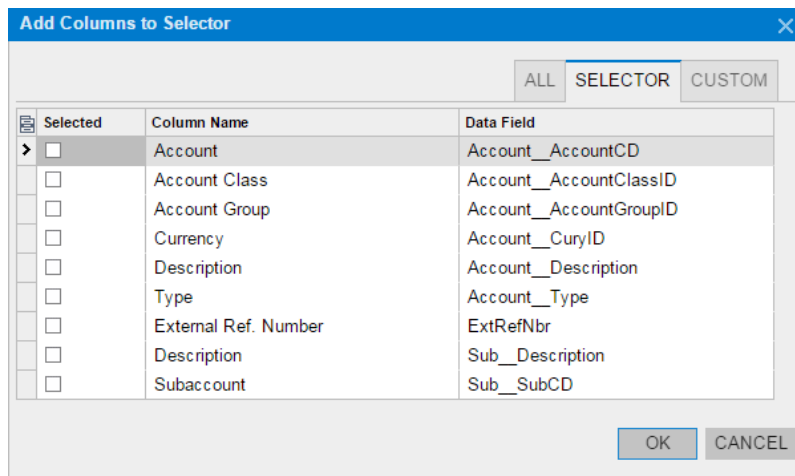 Add Columns to Selector
ALL SELECTOR CUSTOM
Selected Column Name Data Field
Account Account__AccountCD
Account Class Account__AccountClassID
Account Group Account__AccountGroupID
Currency Account__CuryID
Description Account__Description
Type Account__Type
External Ref. Number ExtRefNbr
Description Sub__Description
Subaccount Sub__SubCD
OK CANCEL